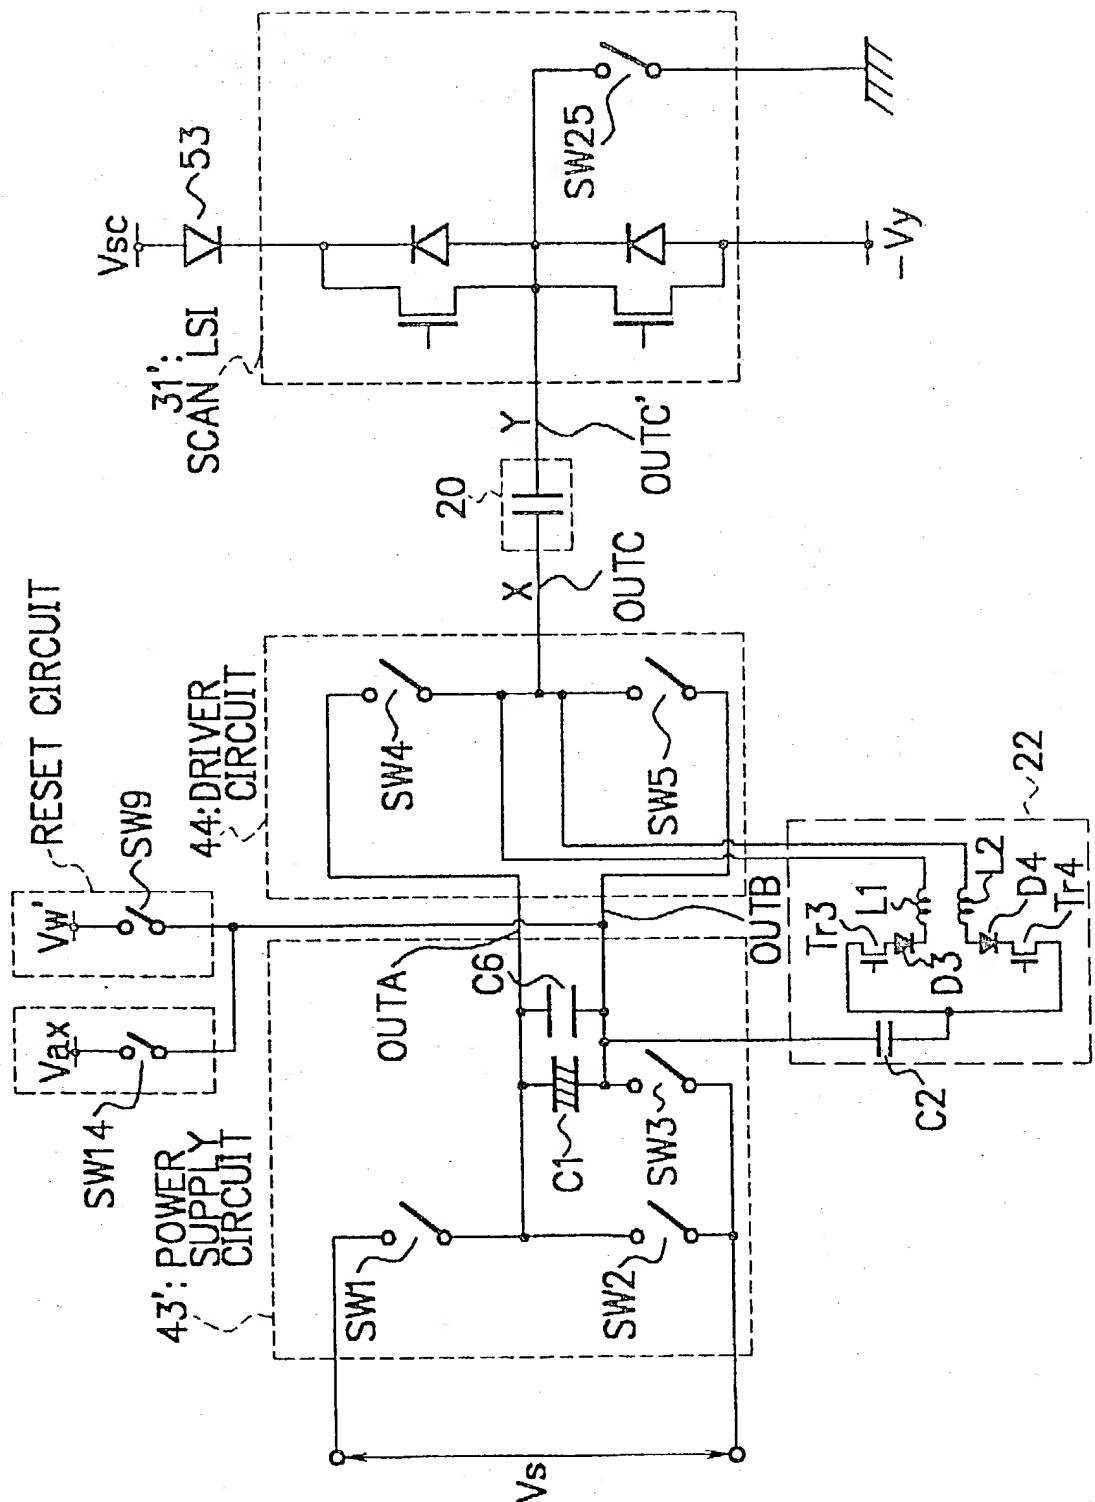 RESET CIRCUIT
Vw'
SW9
Vax
SW14
43': POWER
SUPPLY
CIRCUIT
44:DRIVER
CIRCUIT
31':
SCAN LSI
Vsc
53
Vs
SW1
SW2
SW3
C1
C6
OUTA
OUTB
SW4
SW5
X
OUTC
20
Y
OUTC'
SW25
-Vy
C2
Tr3
L1
D3
L2
D4
Tr4
22